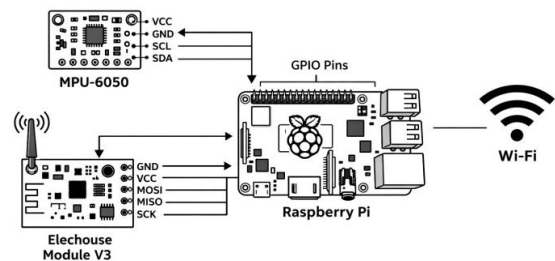 VCC
GND
SCL
SDA
MPU-6050
GPIO Pins
Wi-Fi
GND
VCC
MOSI
MISO
SCK
Raspberry Pi
Elechouse
Module V3